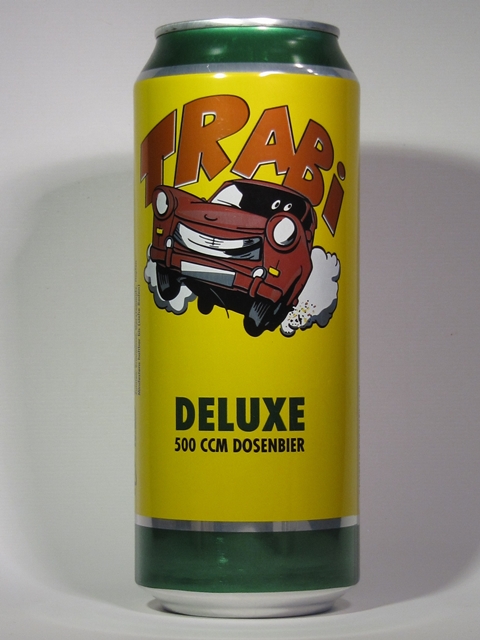 TRABi
DELUXE
500 CCM DOSENBIER